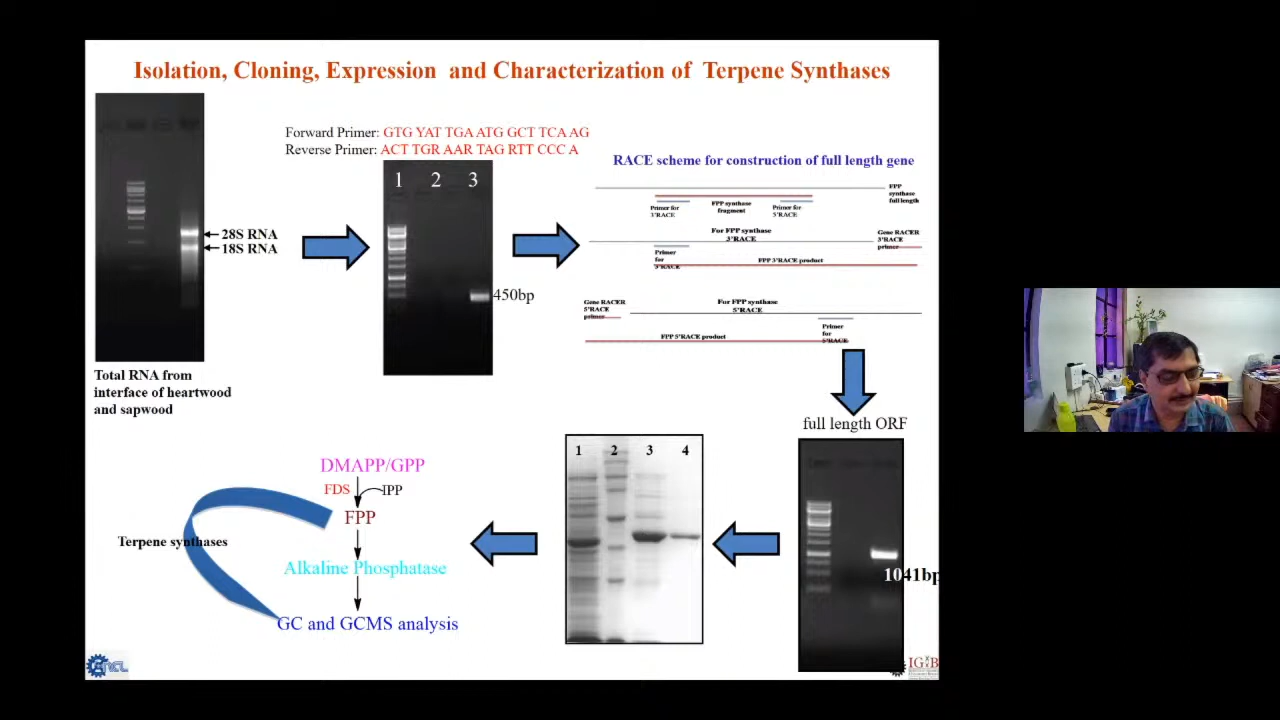 Isolation, Cloning, Expression and Characterization of Terpene Synthases
Forward Primer: GTG YAT TGA ATG GCT TCA AG
Reverse Primer: ACT TGR AAR TAG RTT CCC A
28S RNA
18S RNA
Total RNA from
interface of heartwood
and sapwood
1 2 3
450bp
RACE scheme for construction of full length gene
FPP
synthase
full length
FPP synthase
fragment
Primer for
3'RACE
Primer for
5'RACE
For FPP synthase
3'RACE
Gene RACER
3'RACE
primer
Primer
for
3'RACE
FPP 3'RACE product
Gene RACER
5'RACE
primer
For FPP synthase
5'RACE
Primer
for
5'RACE
FPP 5'RACE product
full length ORF
1041bp
1 2 3 4
DMAPP/GPP
FDS
IPP
FPP
Terpene synthases
Alkaline Phosphatase
GC and GCMS analysis
NCL
IGIB